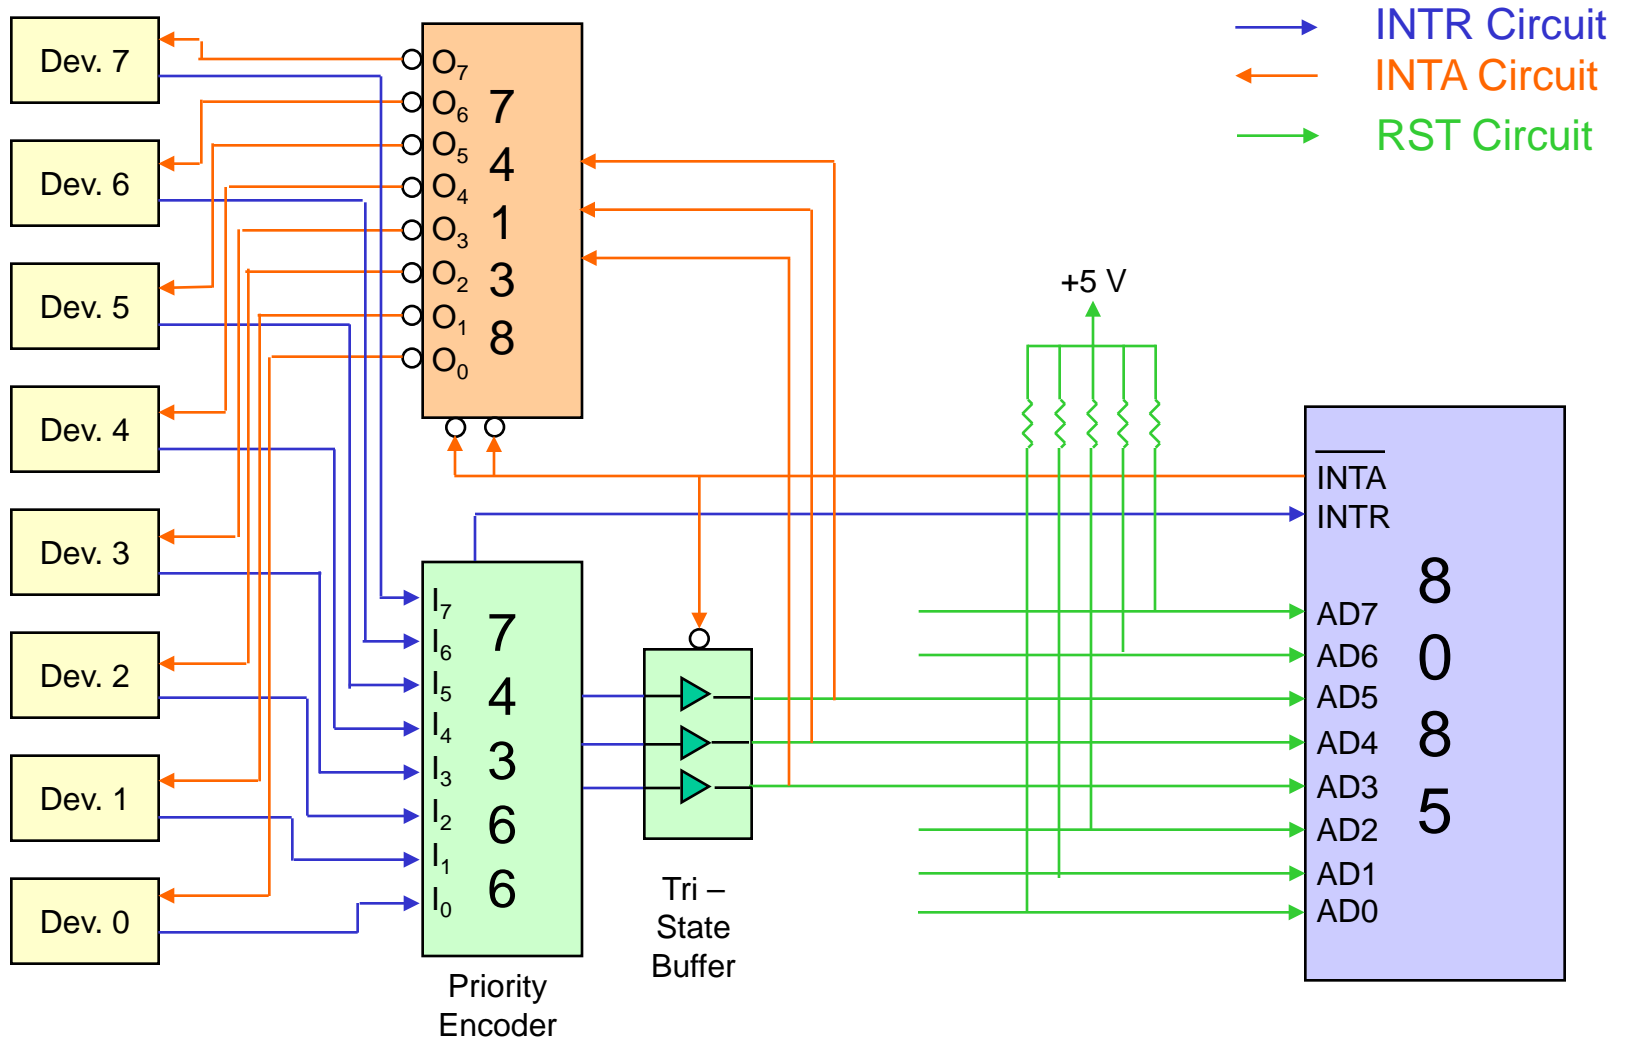 INTR Circuit
INTA Circuit
RST Circuit
Dev. 7
Dev. 6
Dev. 5
Dev. 4
Dev. 3
Dev. 2
Dev. 1
Dev. 0
O7
O6
O5
O4
O3
O2
O1
O0
7
4
1
3
8
+5 V
I7
I6
I5
I4
I3
I2
I1
I0
7
4
3
6
6
Priority
Encoder
Tri –
State
Buffer
INTA
INTR
AD7
AD6
AD5
AD4
AD3
AD2
AD1
AD0
8
0
8
5